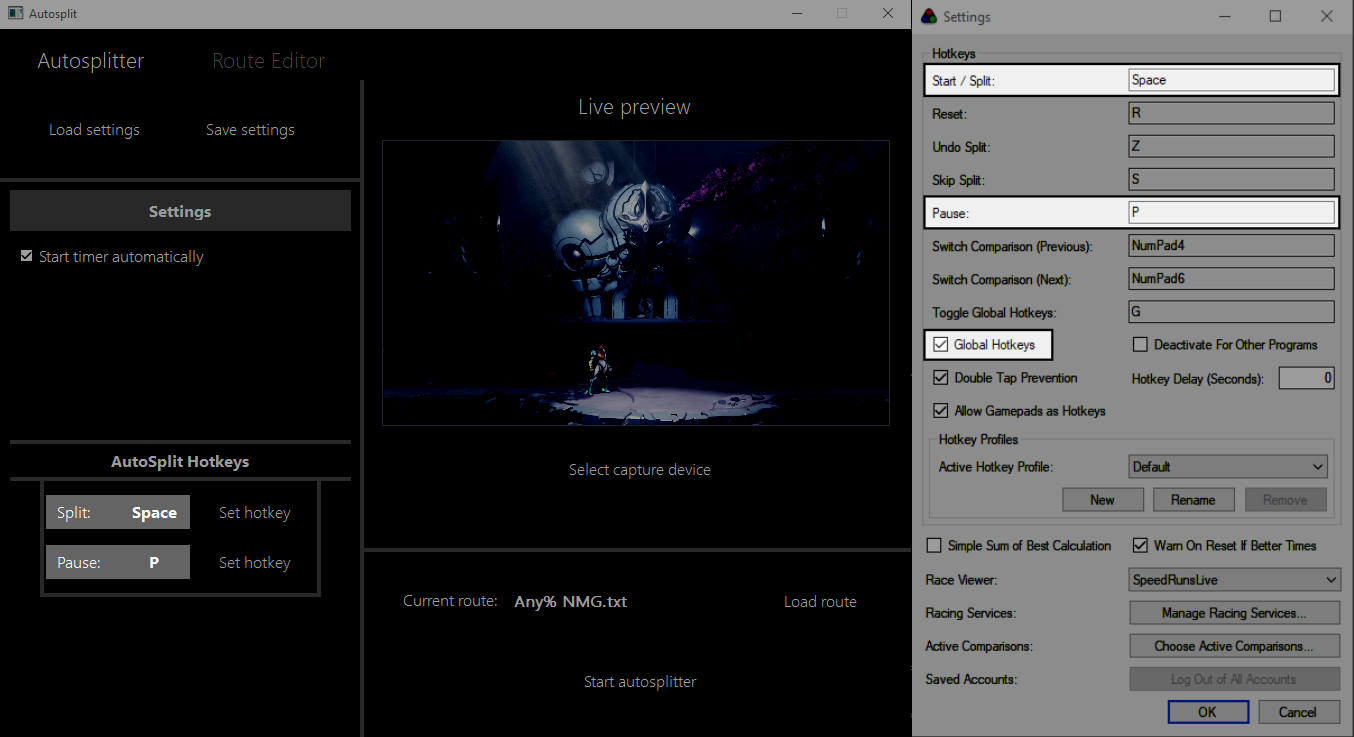 Autosplit
Autosplitter
Route Editor
Load settings
Save settings
Settings
Start timer automatically
AutoSplit Hotkeys
Split: Space
Set hotkey
Pause: P
Set hotkey
Live preview
Select capture device
Current route: Any% NMG.txt
Load route
Start autosplitter
Settings
Hotkeys
Start / Split: Space
Reset: R
Undo Split: Z
Skip Split: S
Pause: P
Switch Comparison (Previous): NumPad4
Switch Comparison (Next): NumPad6
Toggle Global Hotkeys: G
Global Hotkeys
Deactivate For Other Programs
Double Tap Prevention
Hotkey Delay (Seconds): 0
Allow Gamepads as Hotkeys
Hotkey Profiles
Active Hotkey Profile: Default
New
Rename
Remove
Simple Sum of Best Calculation
Warn On Reset If Better Times
Race Viewer: SpeedRunsLive
Racing Services: Manage Racing Services...
Active Comparisons: Choose Active Comparisons...
Saved Accounts: Log Out of All Accounts
OK
Cancel